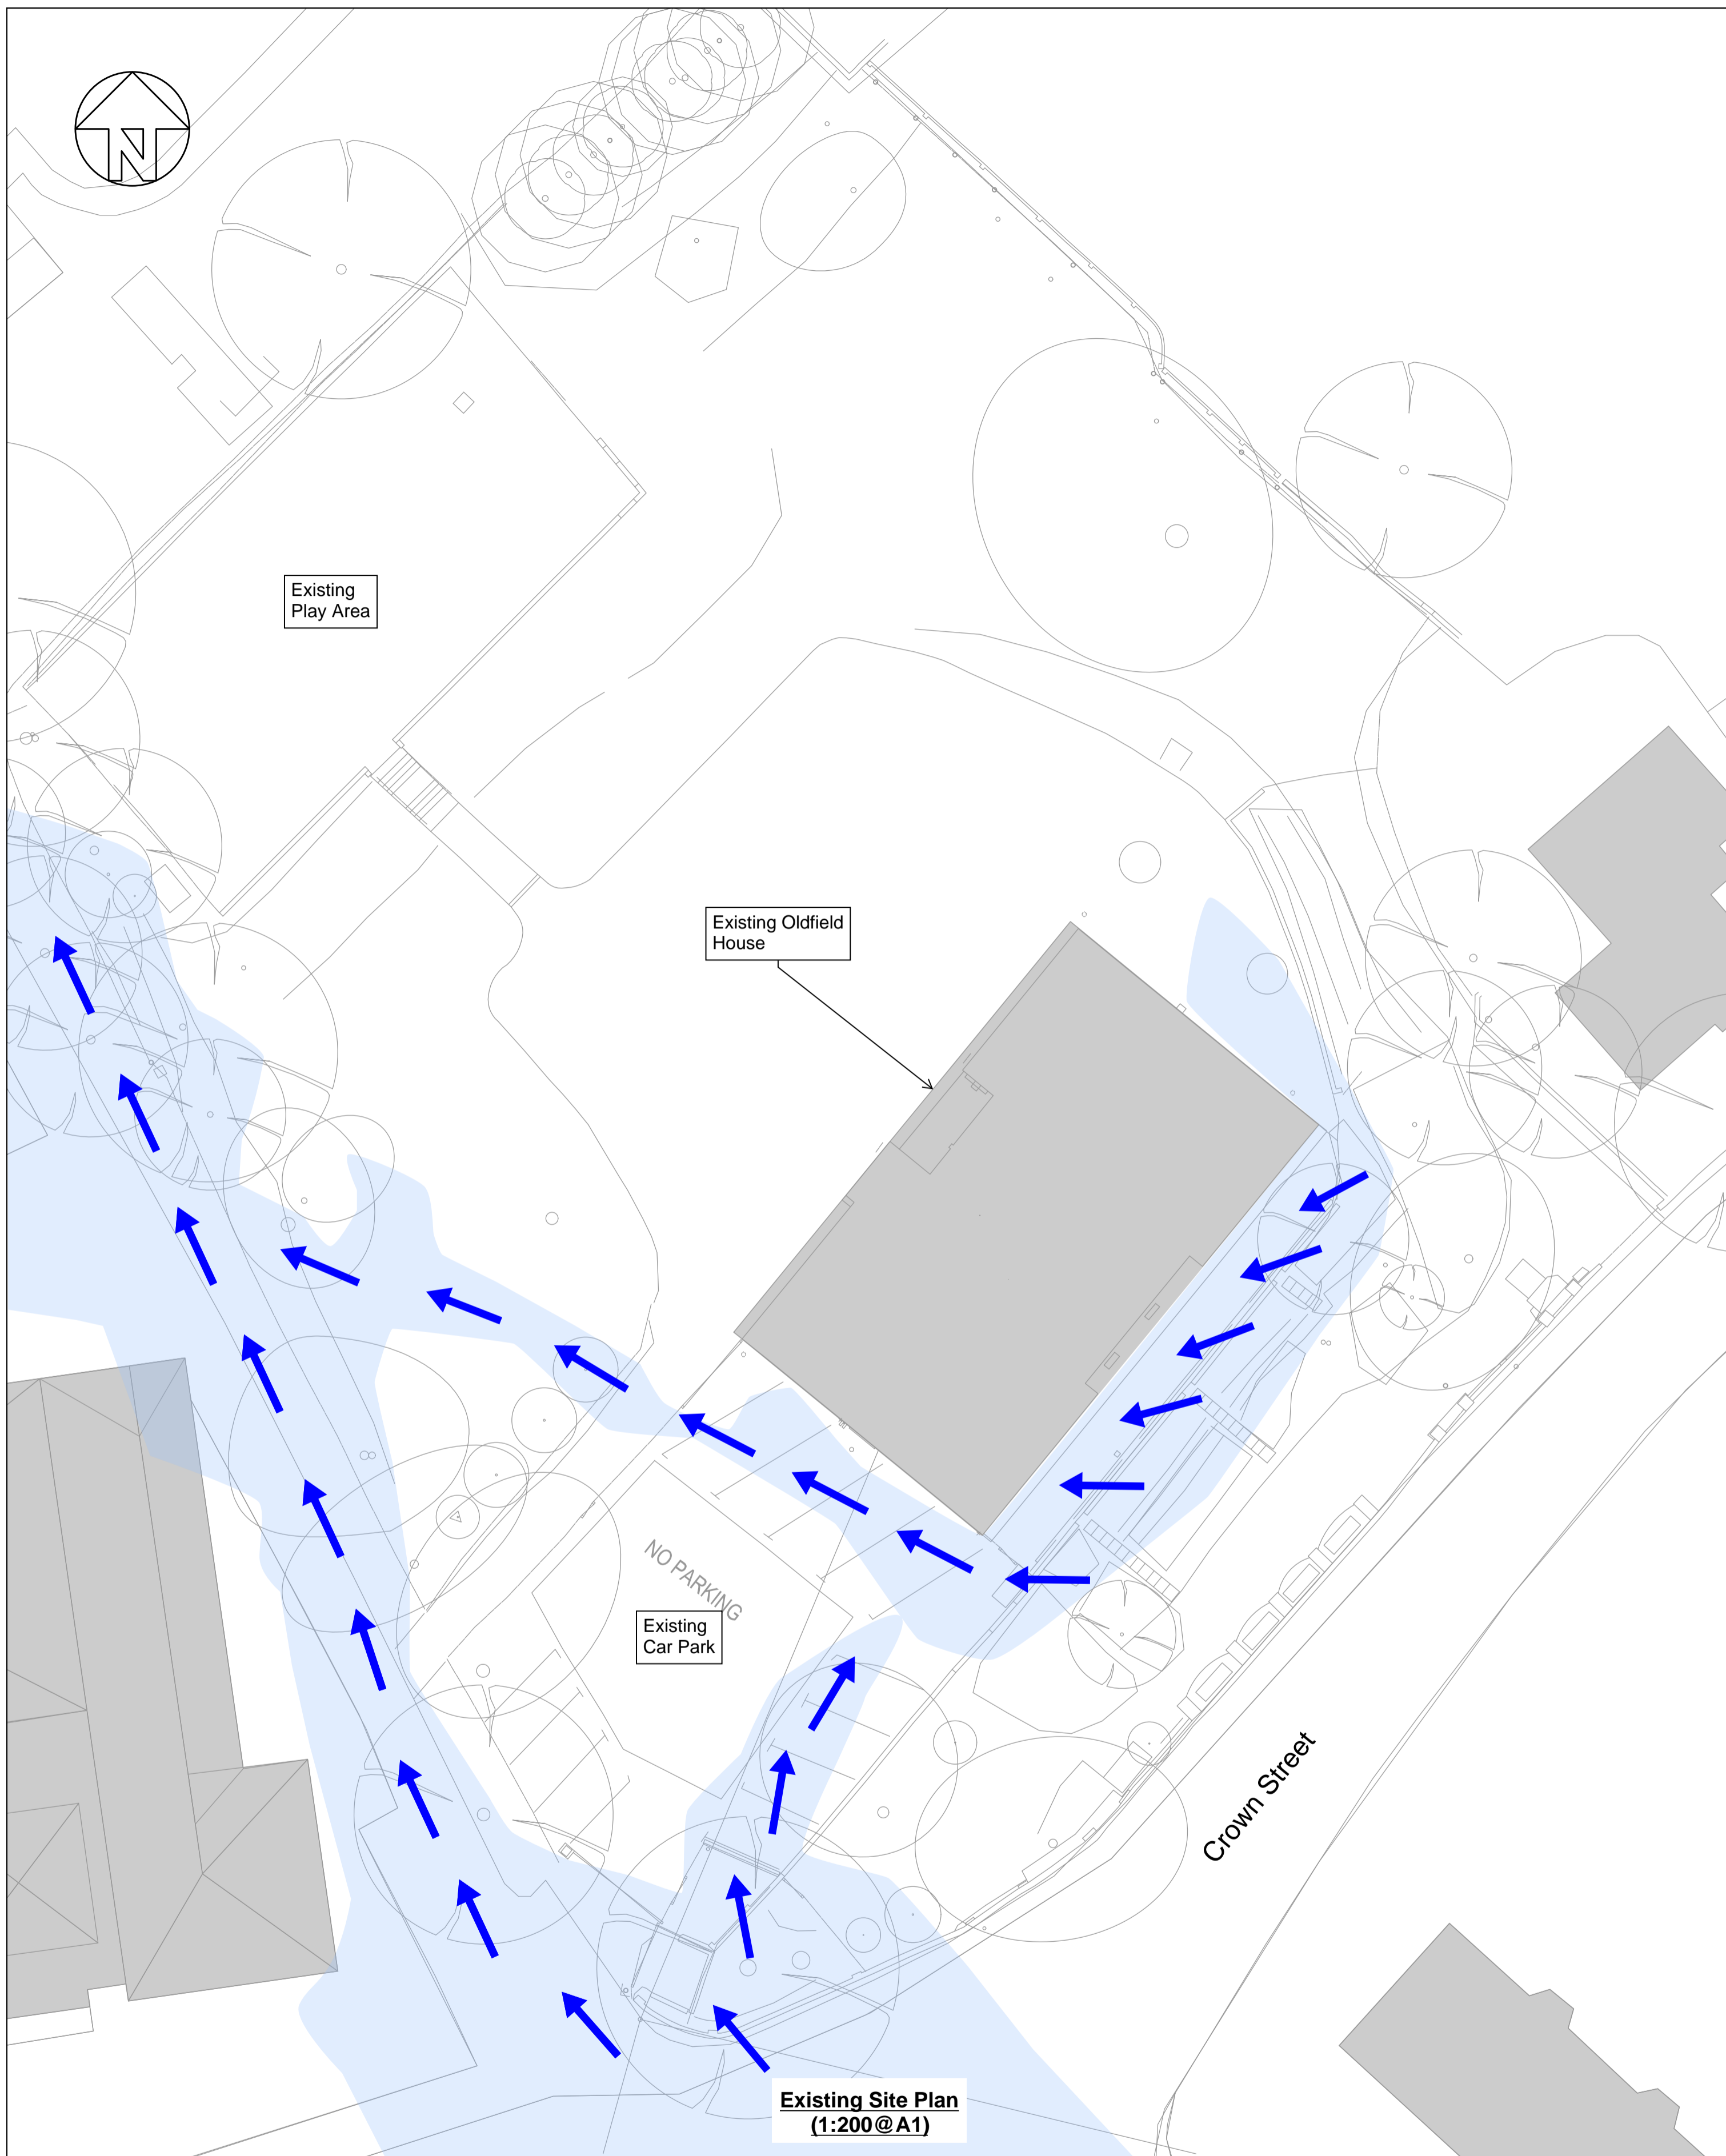 N
Existing
Play Area
Existing Oldfield
House
NO PARKING
Existing
Car Park
Crown Street
Existing Site Plan
(1:200@A1)